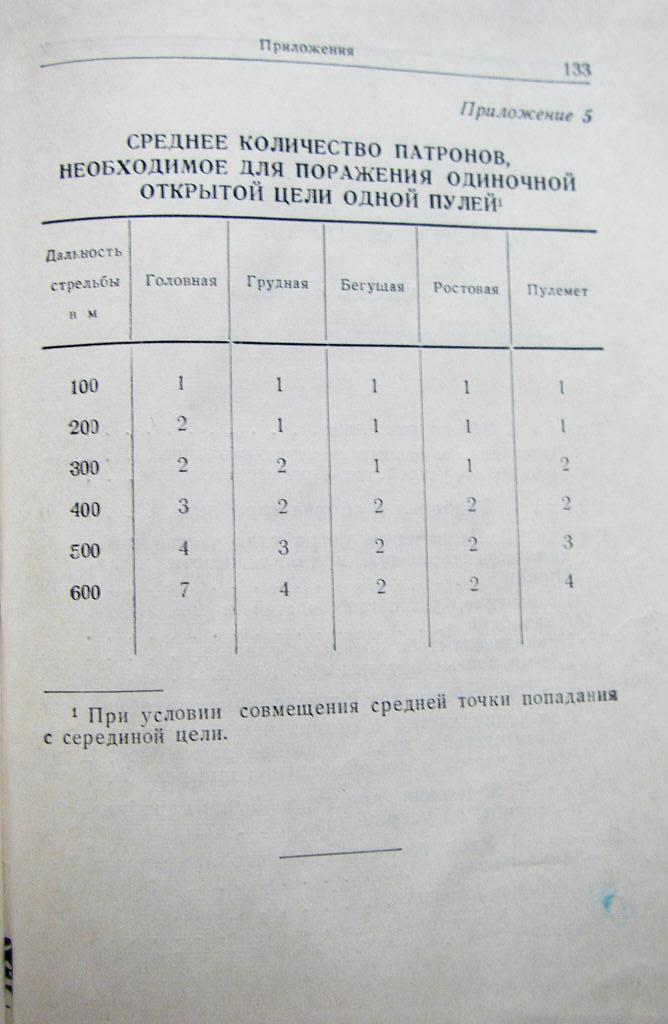 Приложения
133
Приложение 5
СРЕДНЕЕ КОЛИЧЕСТВО ПАТРОНОВ,
НЕОБХОДИМОЕ ДЛЯ ПОРАЖЕНИЯ ОДИНОЧНОЙ
ОТКРЫТОЙ ЦЕЛИ ОДНОЙ ПУЛЕЙ¹
Дальность
стрельбы
в м
Головная Грудная Бегущая Ростовая Пулемет
100 1 1 1 1 1
200 2 1 1 1 1
300 2 2 1 1 2
400 3 2 2 2 2
500 4 3 2 2 3
600 7 4 2 2 4
¹ При условии совмещения средней точки попадания
с серединой цели.